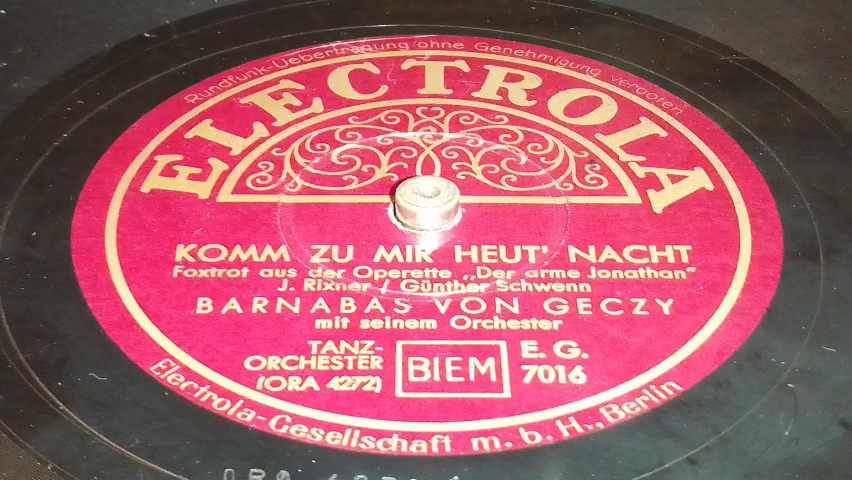 Rundfunk-Uebertragung ohne Genehmigung verboten
ELECTROLA
KOMM ZU MIR HEUT' NACHT
Foxtrot aus der Operette „Der arme Jonathan"
J. Rixner / Günther Schwenn
BARNABAS VON GECZY
mit seinem Orchester
TANZ-
ORCHESTER
(ORA 4272)
BIEM
E. G.
7016
Electrola-Gesellschaft m. b. H., Berlin